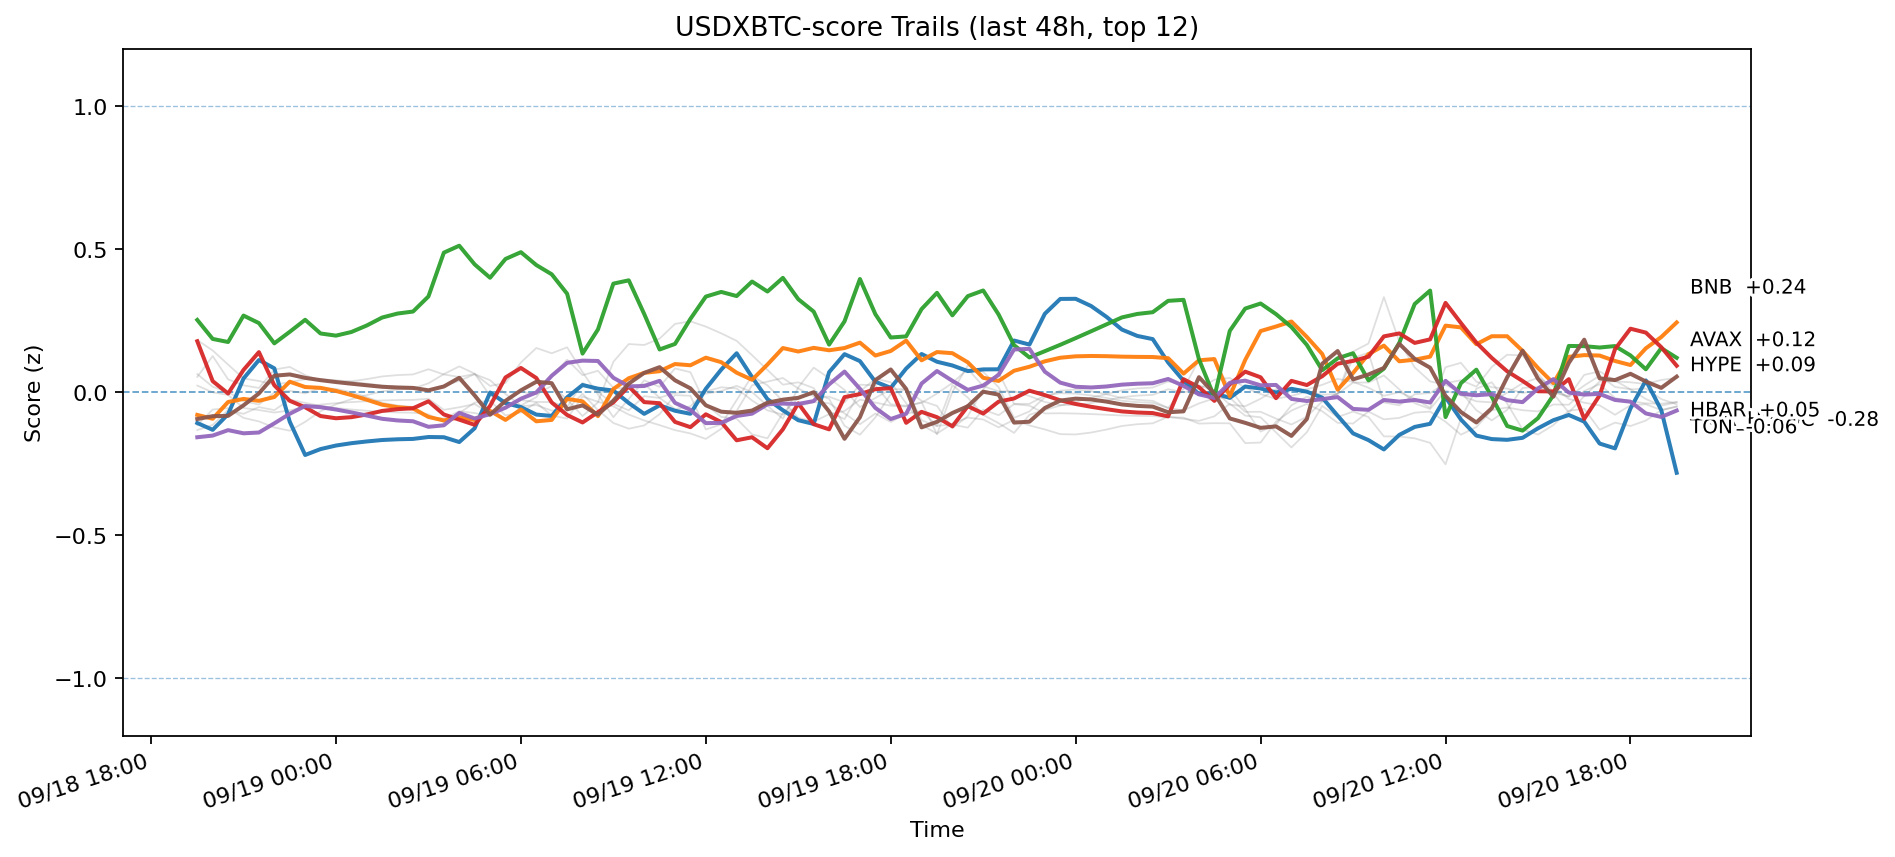 USDXBTC-score Trails (last 48h, top 12)
Score (z)
1.0
0.5
0.0
−0.5
−1.0
BNB +0.24
AVAX +0.12
HYPE +0.09
HBAR +0.05
-0.28
TON -0.06
09/18 18:00
09/19 00:00
09/19 06:00
09/19 12:00
09/19 18:00
09/20 00:00
09/20 06:00
09/20 12:00
09/20 18:00
Time